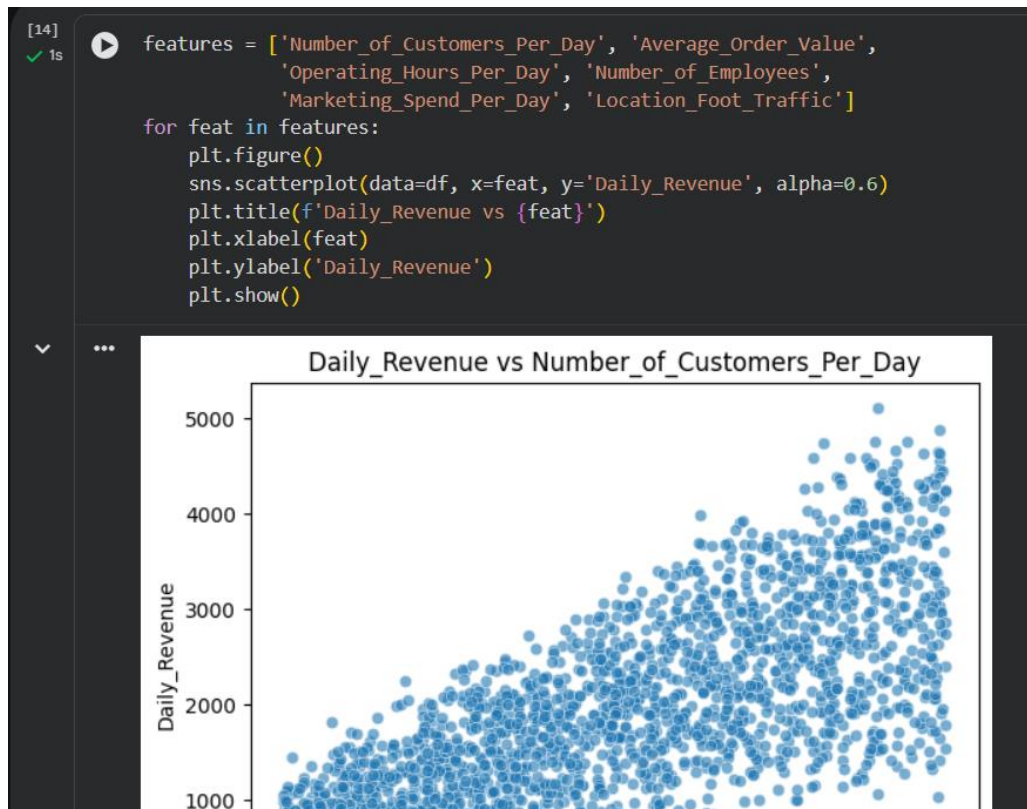 [14]
✓ 1s
features = ['Number_of_Customers_Per_Day', 'Average_Order_Value',
            'Operating_Hours_Per_Day', 'Number_of_Employees',
            'Marketing_Spend_Per_Day', 'Location_Foot_Traffic']
for feat in features:
    plt.figure()
    sns.scatterplot(data=df, x=feat, y='Daily_Revenue', alpha=0.6)
    plt.title(f'Daily_Revenue vs {feat}')
    plt.xlabel(feat)
    plt.ylabel('Daily_Revenue')
    plt.show()
Daily_Revenue vs Number_of_Customers_Per_Day
5000
4000
3000
2000
1000
Daily_Revenue